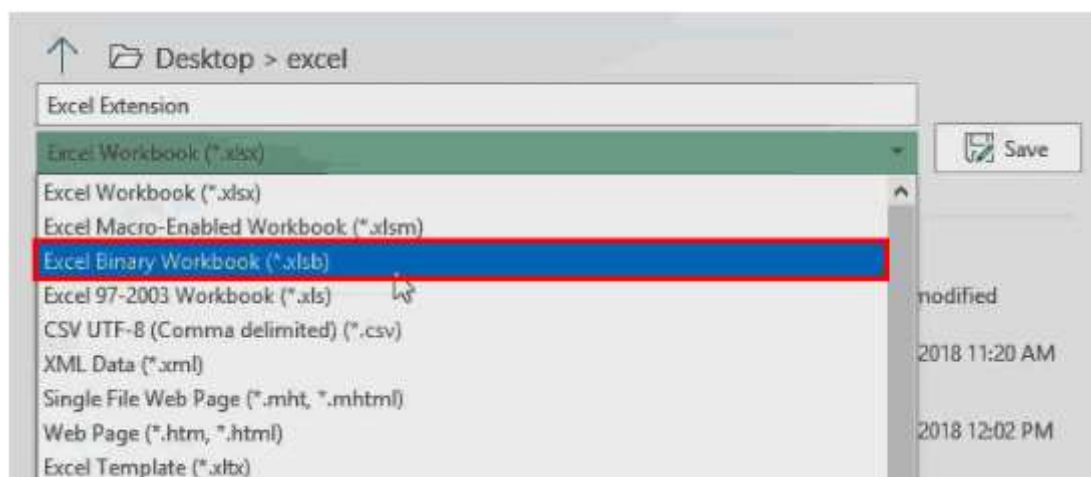 Desktop > excel
Excel Extension
Excel Workbook (*.xlsx)
Save
Excel Workbook (*.xlsx)
Excel Macro-Enabled Workbook (*.xlsm)
Excel Binary Workbook (*.xlsb)
Excel 97-2003 Workbook (*.xls)
nodified
CSV UTF-8 (Comma delimited) (*.csv)
2018 11:20 AM
XML Data (*.xml)
Single File Web Page (*.mht, *.mhtml)
Web Page (*.htm, *.html)
2018 12:02 PM
Excel Template (*.xltx)